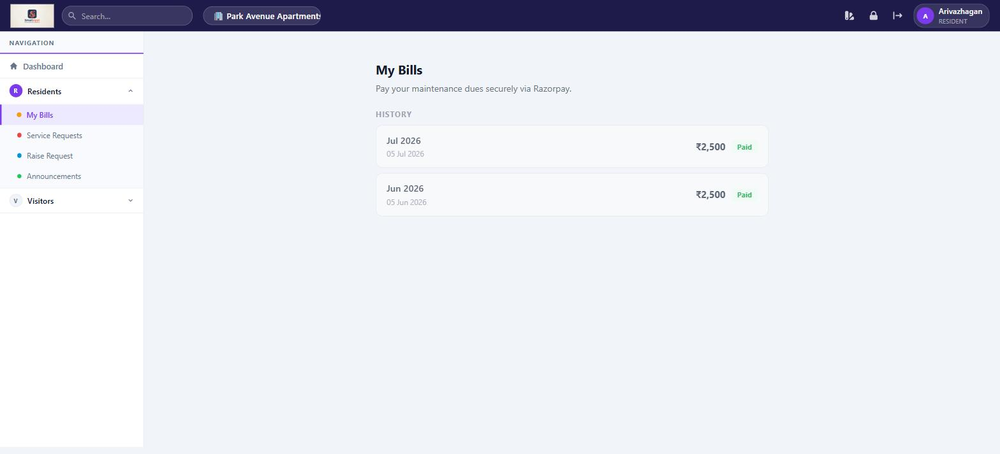 SmartAppt
Search...
Park Avenue Apartments
A
Arivazhagan
RESIDENT
NAVIGATION
Dashboard
R
Residents
My Bills
Service Requests
Raise Request
Announcements
V
Visitors
My Bills
Pay your maintenance dues securely via Razorpay.
HISTORY
Jul 2026
05 Jul 2026
₹2,500 Paid
Jun 2026
05 Jun 2026
₹2,500 Paid